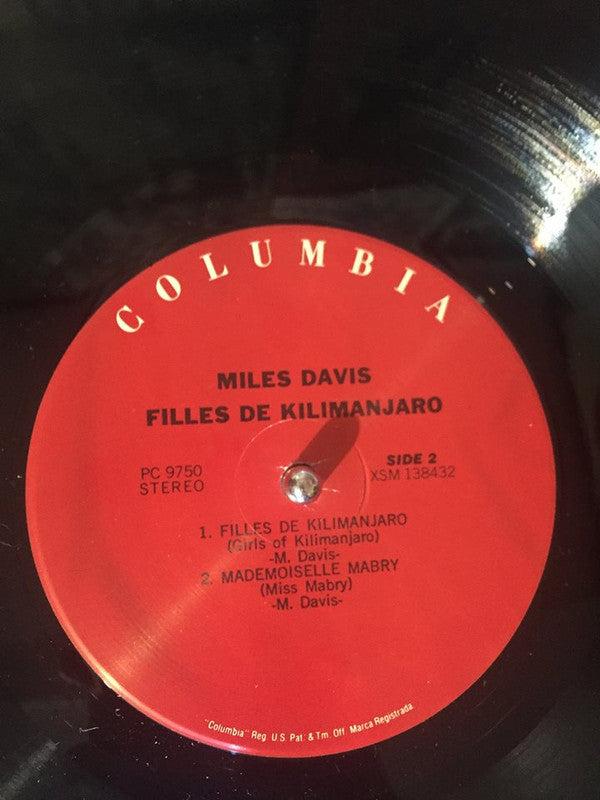 COLUMBIA
MILES DAVIS
FILLES DE KILIMANJARO
PC 9750
STEREO
SIDE 2
XSM 138432
1. FILLES DE KILIMANJARO
(Girls of Kilimanjaro)
-M. Davis-
2. MADEMOISELLE MABRY
(Miss Mabry)
-M. Davis-
"Columbia" Reg. U.S. Pat. & Tm. Off. Marca Registrada.